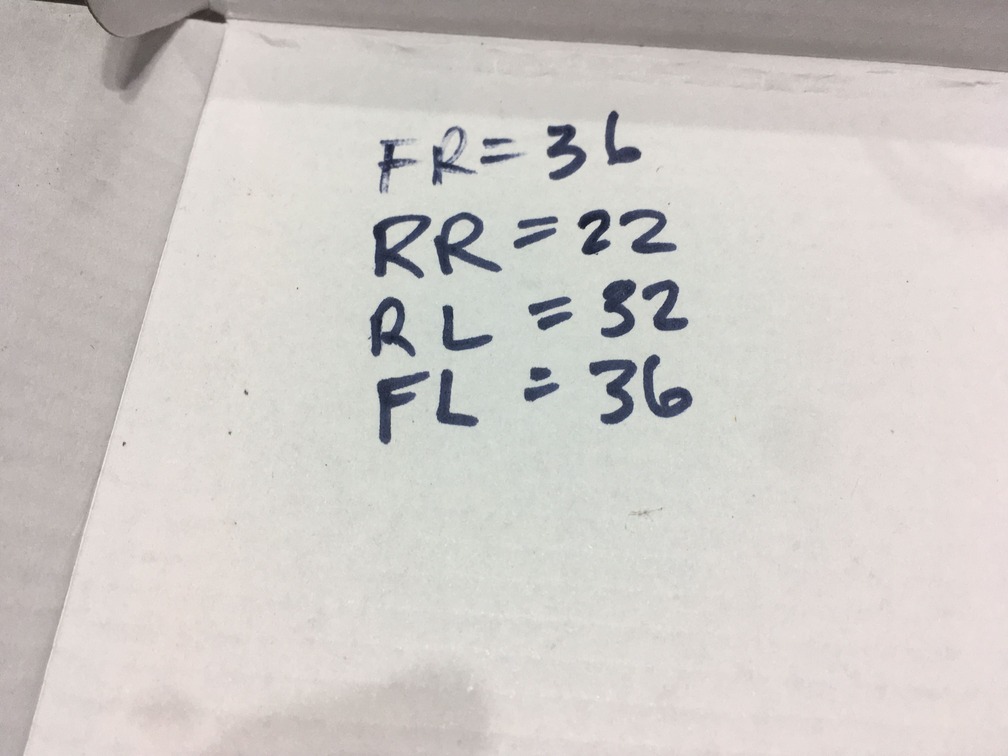 FR = 36
RR = 22
RL = 32
FL = 36